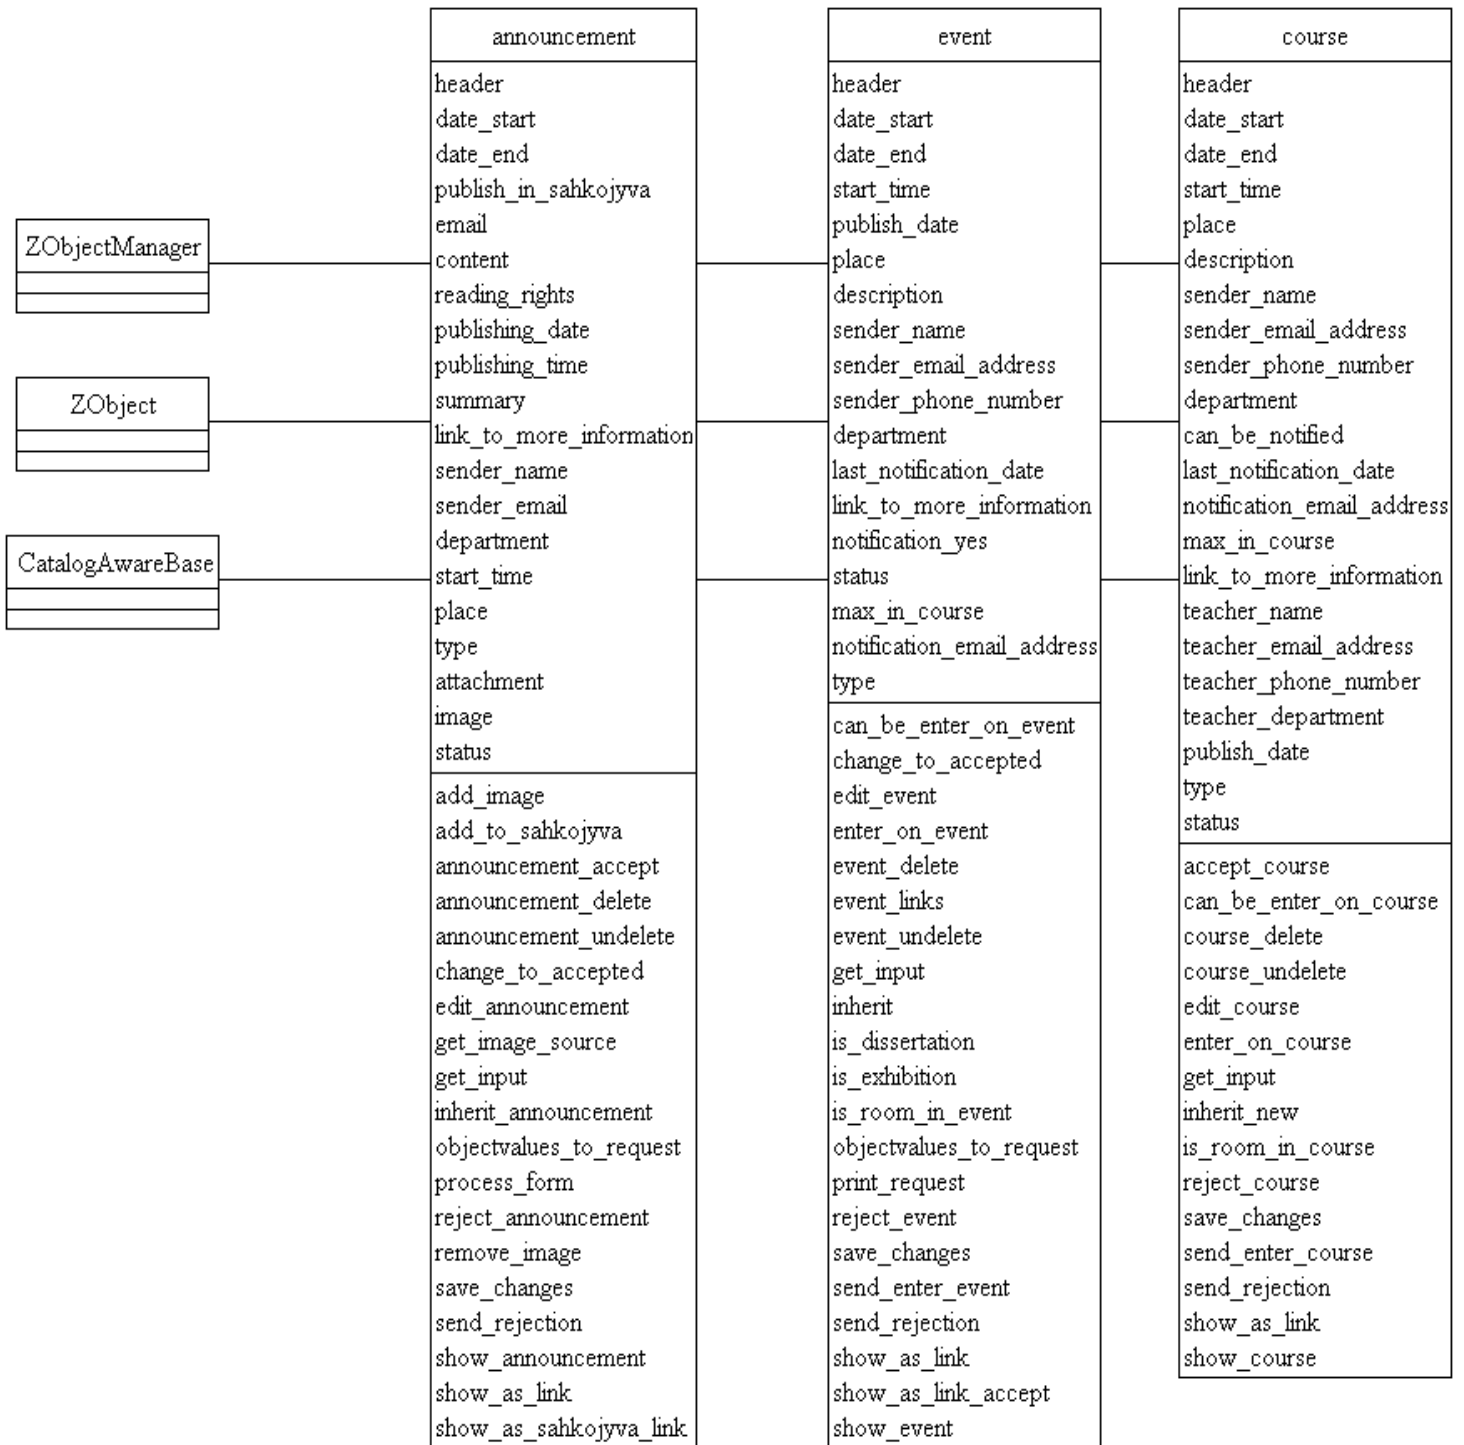 ZObjectManager
ZObject
CatalogAwareBase
announcement
header
date_start
date_end
publish_in_sahkojyva
email
content
reading_rights
publishing_date
publishing_time
summary
link_to_more_information
sender_name
sender_email
department
start_time
place
type
attachment
image
status
add_image
add_to_sahkojyva
announcement_accept
announcement_delete
announcement_undelete
change_to_accepted
edit_announcement
get_image_source
get_input
inherit_announcement
objectvalues_to_request
process_form
reject_announcement
remove_image
save_changes
send_rejection
show_announcement
show_as_link
show_as_sahkojyva_link
event
header
date_start
date_end
start_time
publish_date
place
description
sender_name
sender_email_address
sender_phone_number
department
last_notification_date
link_to_more_information
notification_yes
status
max_in_course
notification_email_address
type
can_be_enter_on_event
change_to_accepted
edit_event
enter_on_event
event_delete
event_links
event_undelete
get_input
inherit
is_dissertation
is_exhibition
is_room_in_event
objectvalues_to_request
print_request
reject_event
save_changes
send_enter_event
send_rejection
show_as_link
show_as_link_accept
show_event
course
header
date_start
date_end
start_time
place
description
sender_name
sender_email_address
sender_phone_number
department
can_be_notified
last_notification_date
notification_email_address
max_in_course
link_to_more_information
teacher_name
teacher_email_address
teacher_phone_number
teacher_department
publish_date
type
status
accept_course
can_be_enter_on_course
course_delete
course_undelete
edit_course
enter_on_course
get_input
inherit_new
is_room_in_course
reject_course
save_changes
send_enter_course
send_rejection
show_as_link
show_course